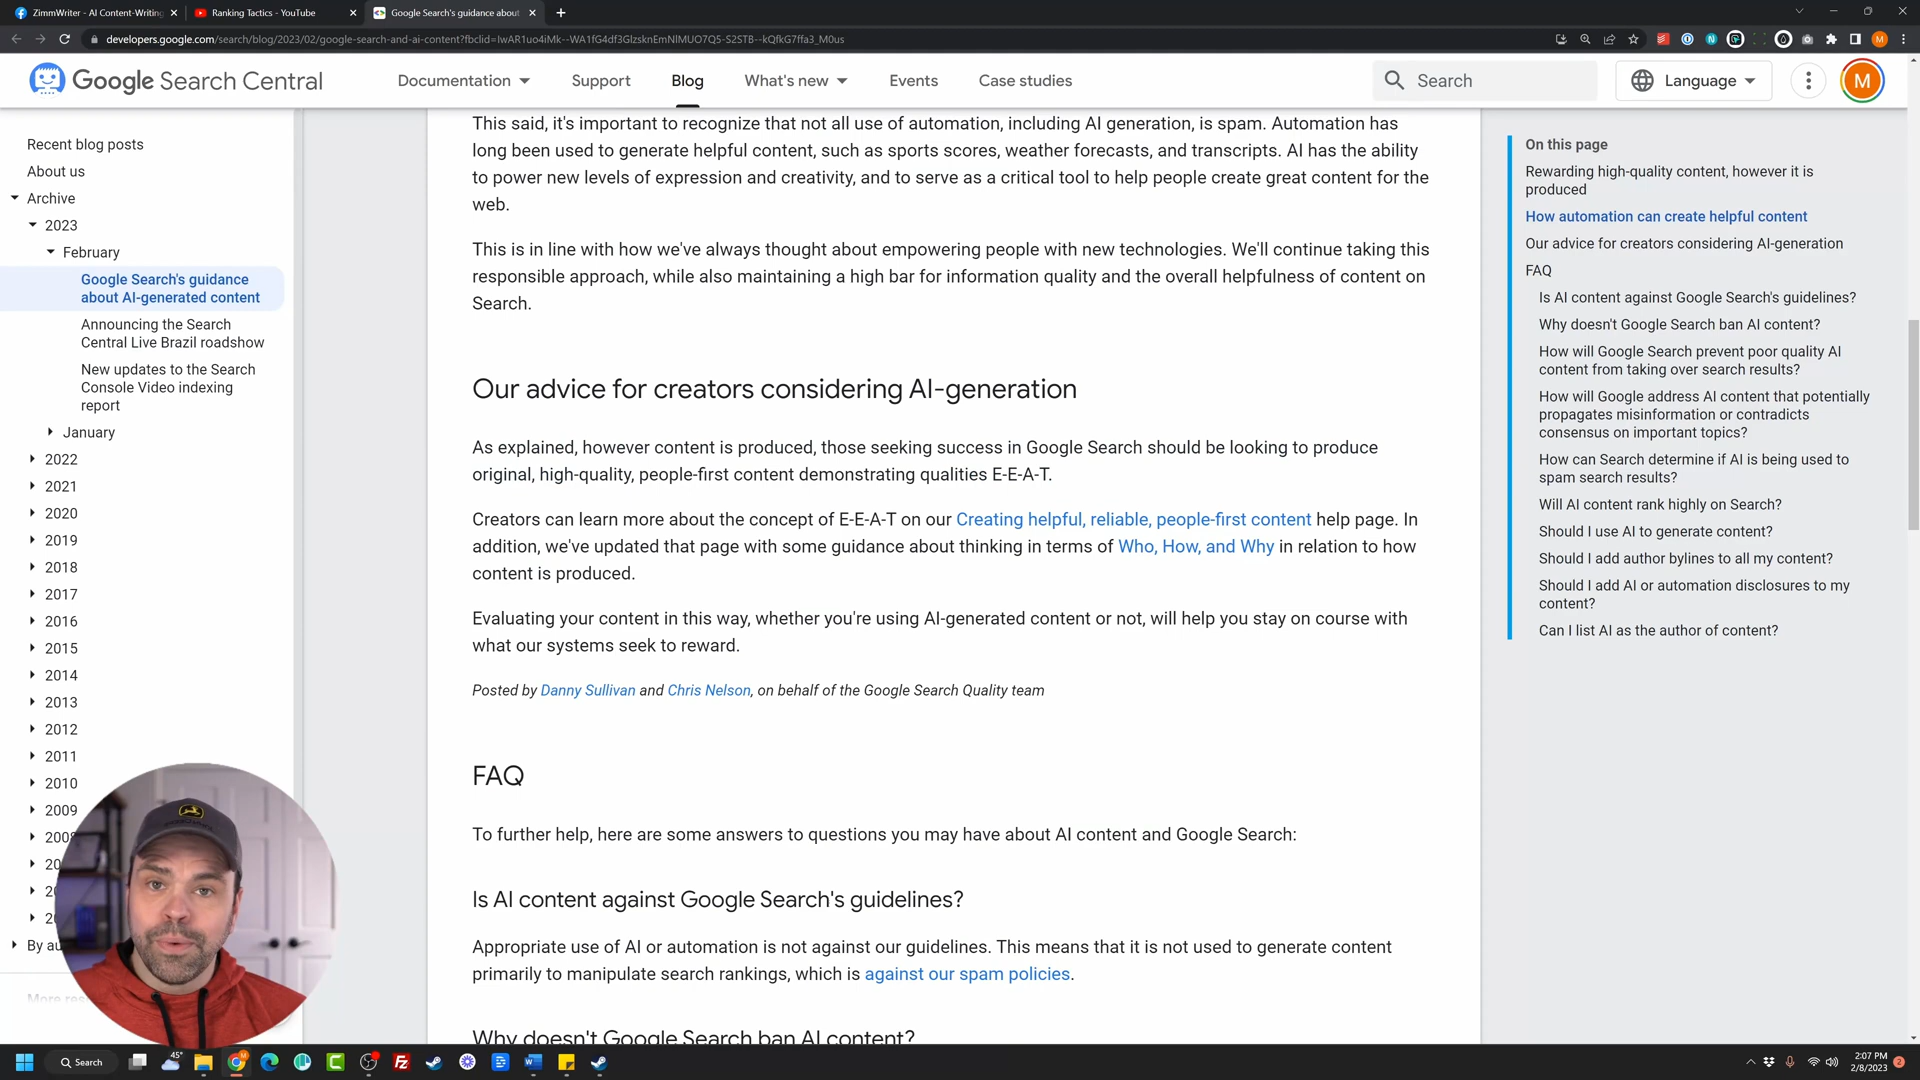 ZimmWriter - AI Content-Writing
Ranking Tactics - YouTube
Google Search's guidance about
developers.google.com/search/blog/2023/02/google-search-and-ai-content?fbclid=IwAR1uo4iMk--WA1fG4df3GlzsknEmNlMUO7Q5-S2STB--kQfkG7ffa3_M0us
Google Search Central
Documentation
Support
Blog
What's new
Events
Case studies
Search
Language
M
Recent blog posts
About us
Archive
2023
February
Google Search's guidance
about AI-generated content
Announcing the Search
Central Live Brazil roadshow
New updates to the Search
Console Video indexing
report
January
2022
2021
2020
2019
2018
2017
2016
2015
2014
2013
2012
2011
2010
2009
This said, it's important to recognize that not all use of automation, including AI generation, is spam. Automation has
long been used to generate helpful content, such as sports scores, weather forecasts, and transcripts. AI has the ability
to power new levels of expression and creativity, and to serve as a critical tool to help people create great content for the
web.
This is in line with how we've always thought about empowering people with new technologies. We'll continue taking this
responsible approach, while also maintaining a high bar for information quality and the overall helpfulness of content on
Search.
Our advice for creators considering AI-generation
As explained, however content is produced, those seeking success in Google Search should be looking to produce
original, high-quality, people-first content demonstrating qualities E-E-A-T.
Creators can learn more about the concept of E-E-A-T on our Creating helpful, reliable, people-first content help page. In
addition, we've updated that page with some guidance about thinking in terms of Who, How, and Why in relation to how
content is produced.
Evaluating your content in this way, whether you're using AI-generated content or not, will help you stay on course with
what our systems seek to reward.
Posted by Danny Sullivan and Chris Nelson, on behalf of the Google Search Quality team
FAQ
To further help, here are some answers to questions you may have about AI content and Google Search:
Is AI content against Google Search's guidelines?
Appropriate use of AI or automation is not against our guidelines. This means that it is not used to generate content
primarily to manipulate search rankings, which is against our spam policies.
Why doesn't Google Search ban AI content?
On this page
Rewarding high-quality content, however it is
produced
How automation can create helpful content
Our advice for creators considering AI-generation
FAQ
Is AI content against Google Search's guidelines?
Why doesn't Google Search ban AI content?
How will Google Search prevent poor quality AI
content from taking over search results?
How will Google address AI content that potentially
propagates misinformation or contradicts
consensus on important topics?
How can Search determine if AI is being used to
spam search results?
Will AI content rank highly on Search?
Should I use AI to generate content?
Should I add author bylines to all my content?
Should I add AI or automation disclosures to my
content?
Can I list AI as the author of content?
Search
45°
2:07 PM
2/8/2023
2